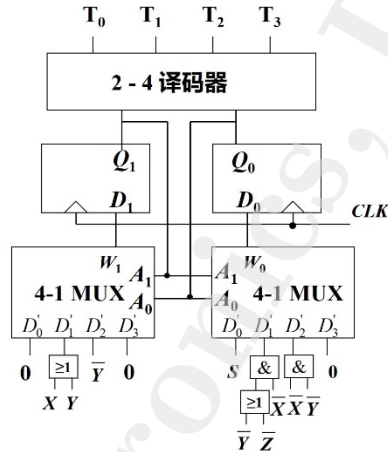 T₀ T₁ T₂ T₃
2 - 4 译码器
Q₁ Q₀
D₁ D₀
CLK
W₁ W₀
A₁ A₁
4-1 MUX 4-1 MUX
A₀ A₀
D₀' D₁' D₂' D₃' D₀' D₁' D₂' D₃'
0 ≥1 Y̅ 0 S & & 0
X Y ≥1 X̅ X̅ Y̅
Y̅ Z̅